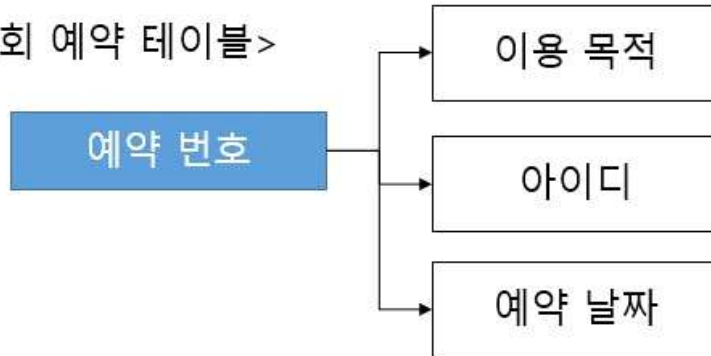 회 예약 테이블>
이용 목적
예약 번호
아이디
예약 날짜